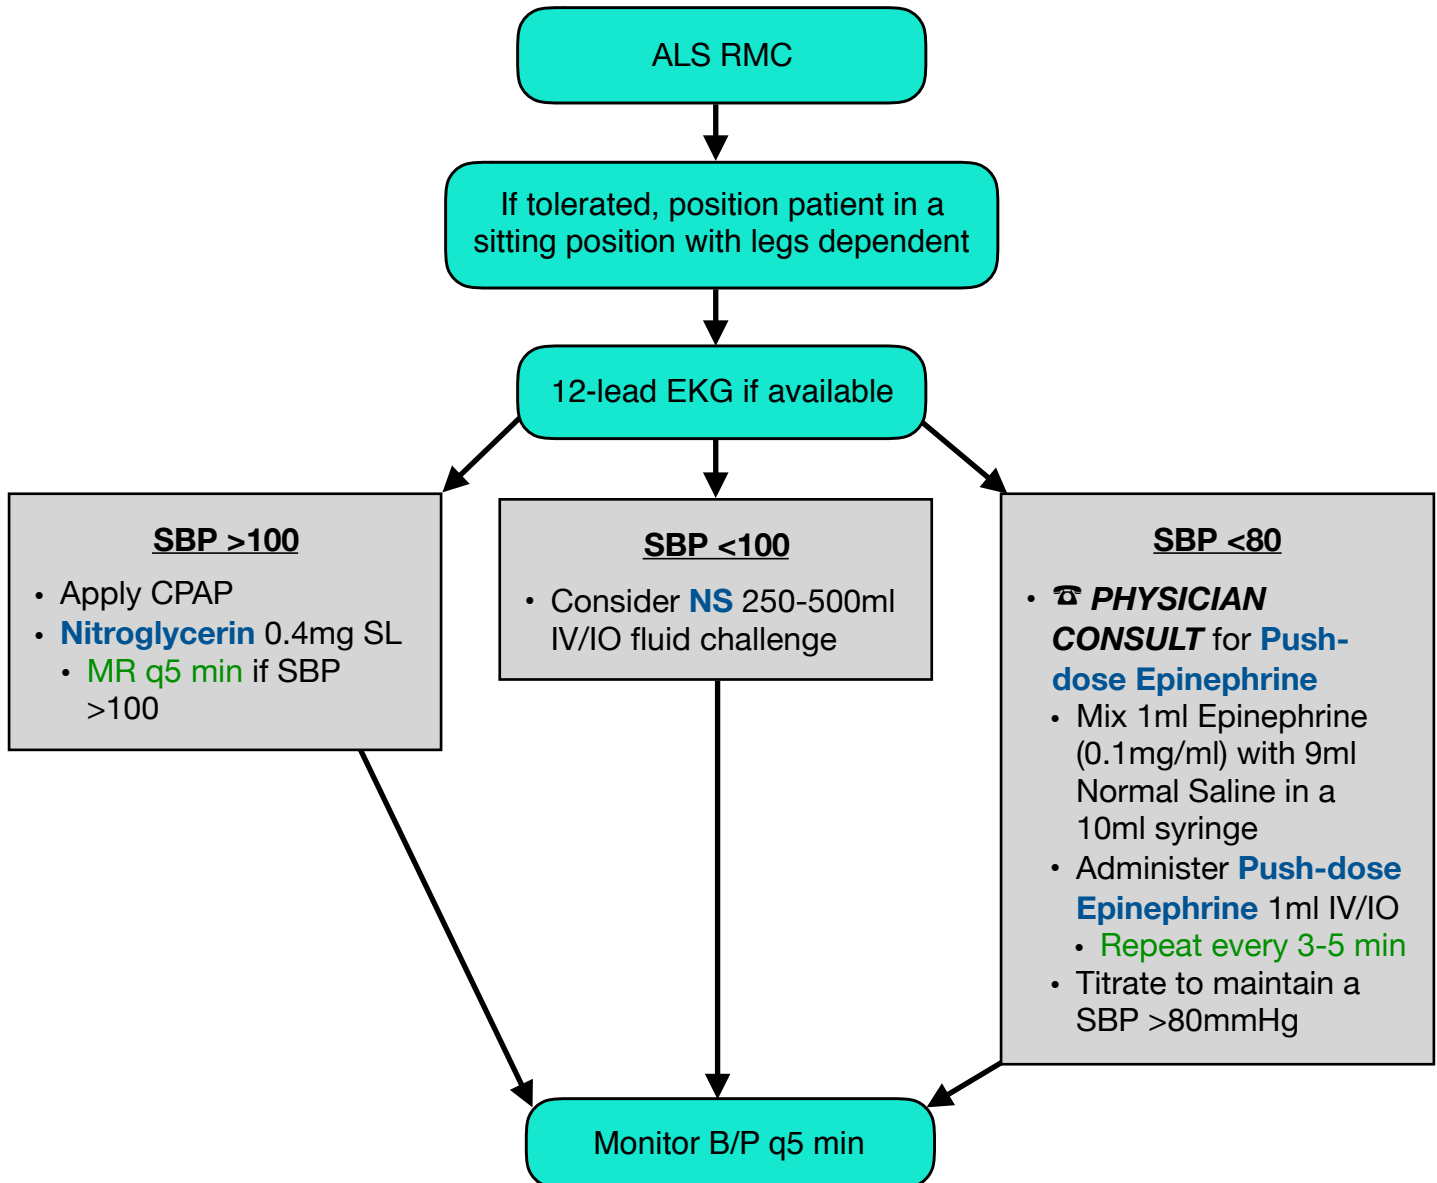 ALS RMC
If tolerated, position patient in a
sitting position with legs dependent
12-lead EKG if available
SBP >100
• Apply CPAP
• Nitroglycerin 0.4mg SL
• MR q5 min if SBP
>100
SBP <100
• Consider NS 250-500ml
IV/IO fluid challenge
SBP <80
• ☎ PHYSICIAN
CONSULT for Push-
dose Epinephrine
• Mix 1ml Epinephrine
(0.1mg/ml) with 9ml
Normal Saline in a
10ml syringe
• Administer Push-dose
Epinephrine 1ml IV/IO
• Repeat every 3-5 min
• Titrate to maintain a
SBP >80mmHg
Monitor B/P q5 min